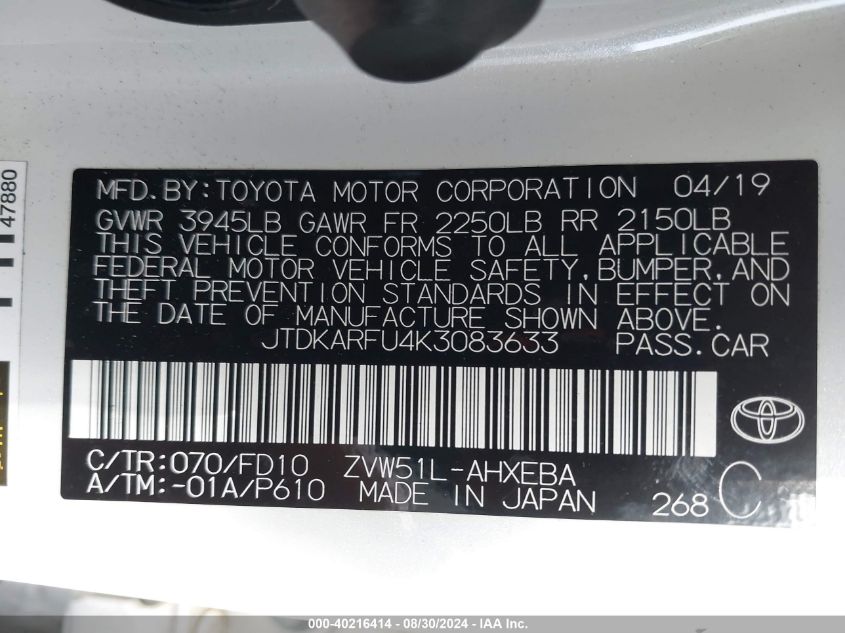 MFD. BY: TOYOTA MOTOR CORPORATION 04/19
GVWR 3945LB GAWR FR 2250LB RR 2150LB
THIS VEHICLE CONFORMS TO ALL APPLICABLE
FEDERAL MOTOR VEHICLE SAFETY, BUMPER, AND
THEFT PREVENTION STANDARDS IN EFFECT ON
THE DATE OF MANUFACTURE SHOWN ABOVE.
JTDKARFU4K3083633 PASS. CAR
C/TR: 070/FD10 ZVW51L-AHXEBA C
A/TM: -01A/P610 MADE IN JAPAN 268
47880
000-40216414 - 08/30/2024 - IAA Inc.